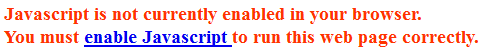 Javascript is not currently enabled in your browser.
You must enable Javascript to run this web page correctly.